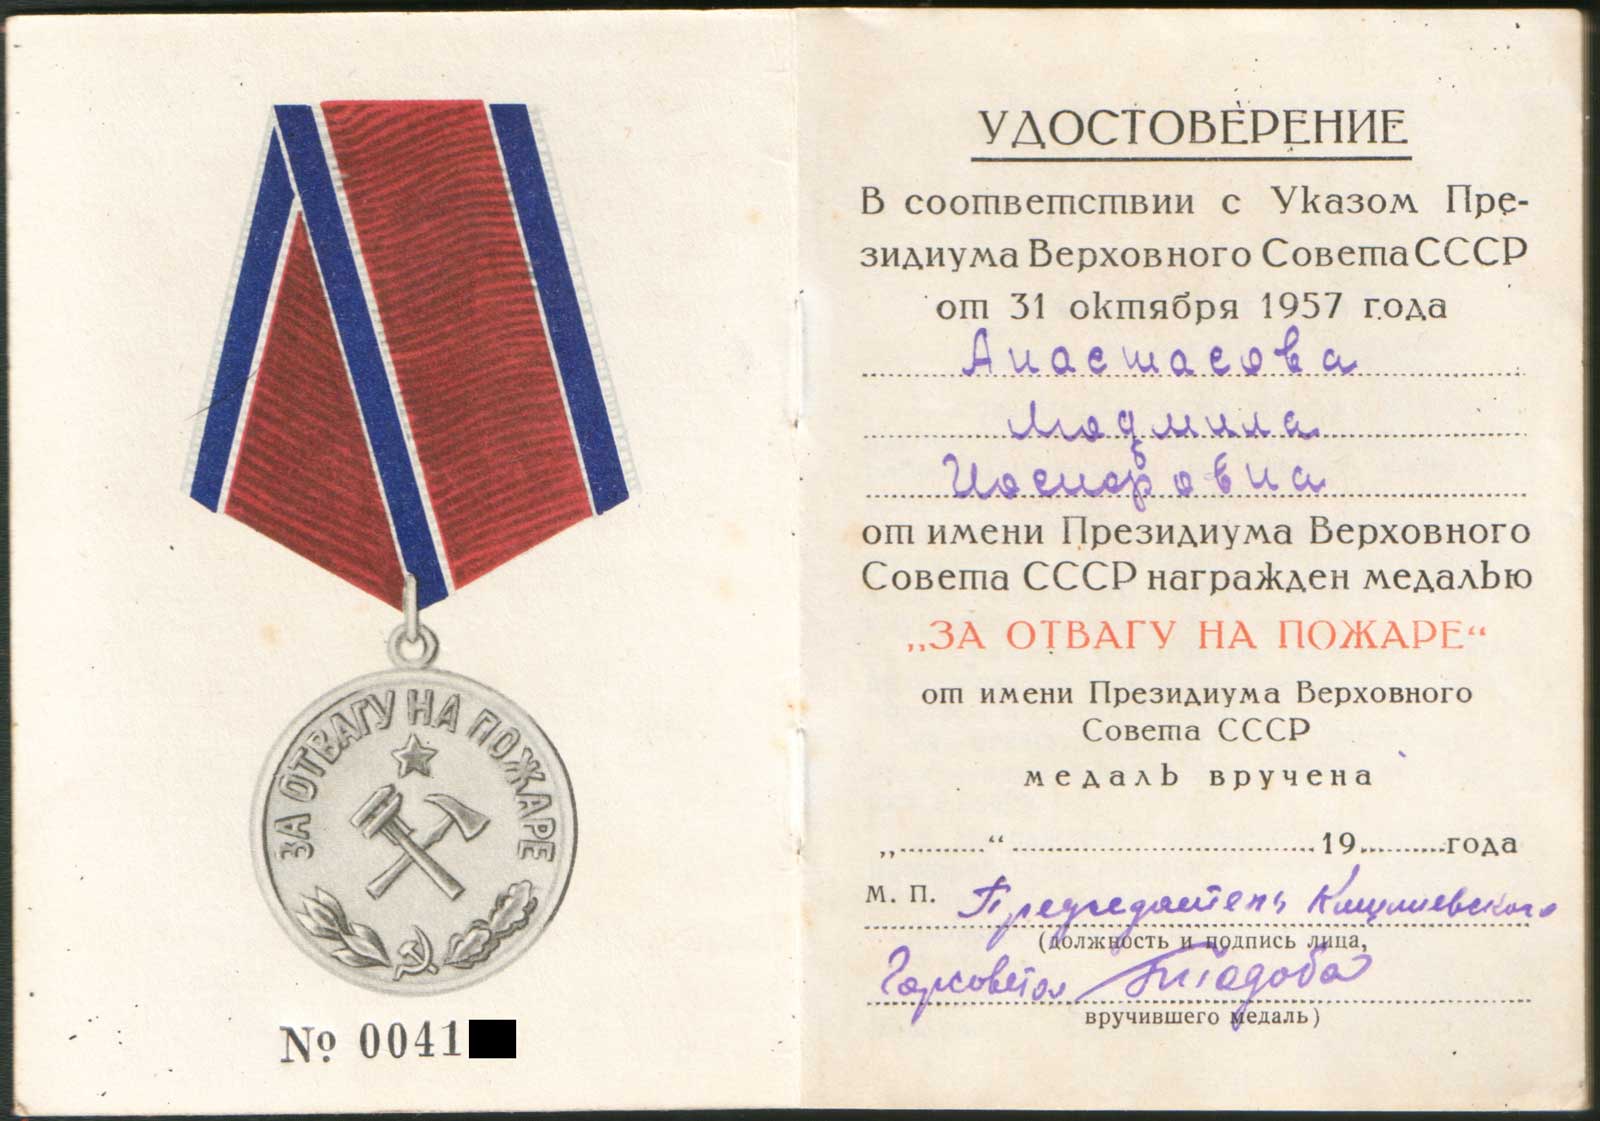 ЗА ОТВАГУ НА ПОЖАРЕ
№ 0041
УДОСТОВЕРЕНИЕ
В соответствии с Указом Пре-
зидиума Верховного Совета СССР
от 31 октября 1957 года
Анастасова
Людмила
Иосифовна
от имени Президиума Верховного
Совета СССР награжден медалью
„ЗА ОТВАГУ НА ПОЖАРЕ“
от имени Президиума Верховного
Совета СССР
медаль вручена
„..........“ .............................. 19.........года
М. П. Председатель
(должность и подпись лица,
Горсовета
вручившего медаль)